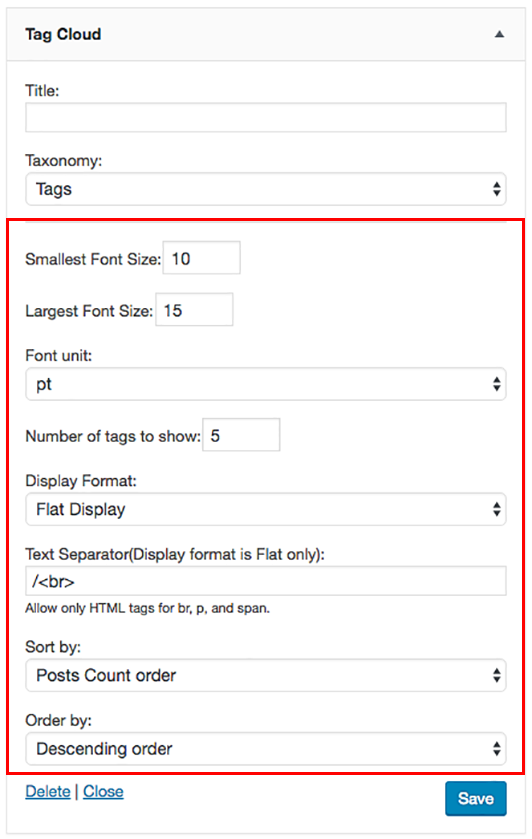 Tag Cloud
Title:
Taxonomy:
Tags
Smallest Font Size: 10
Largest Font Size: 15
Font unit:
pt
Number of tags to show: 5
Display Format:
Flat Display
Text Separator(Display format is Flat only):
/<br>
Allow only HTML tags for br, p, and span.
Sort by:
Posts Count order
Order by:
Descending order
Delete | Close
Save